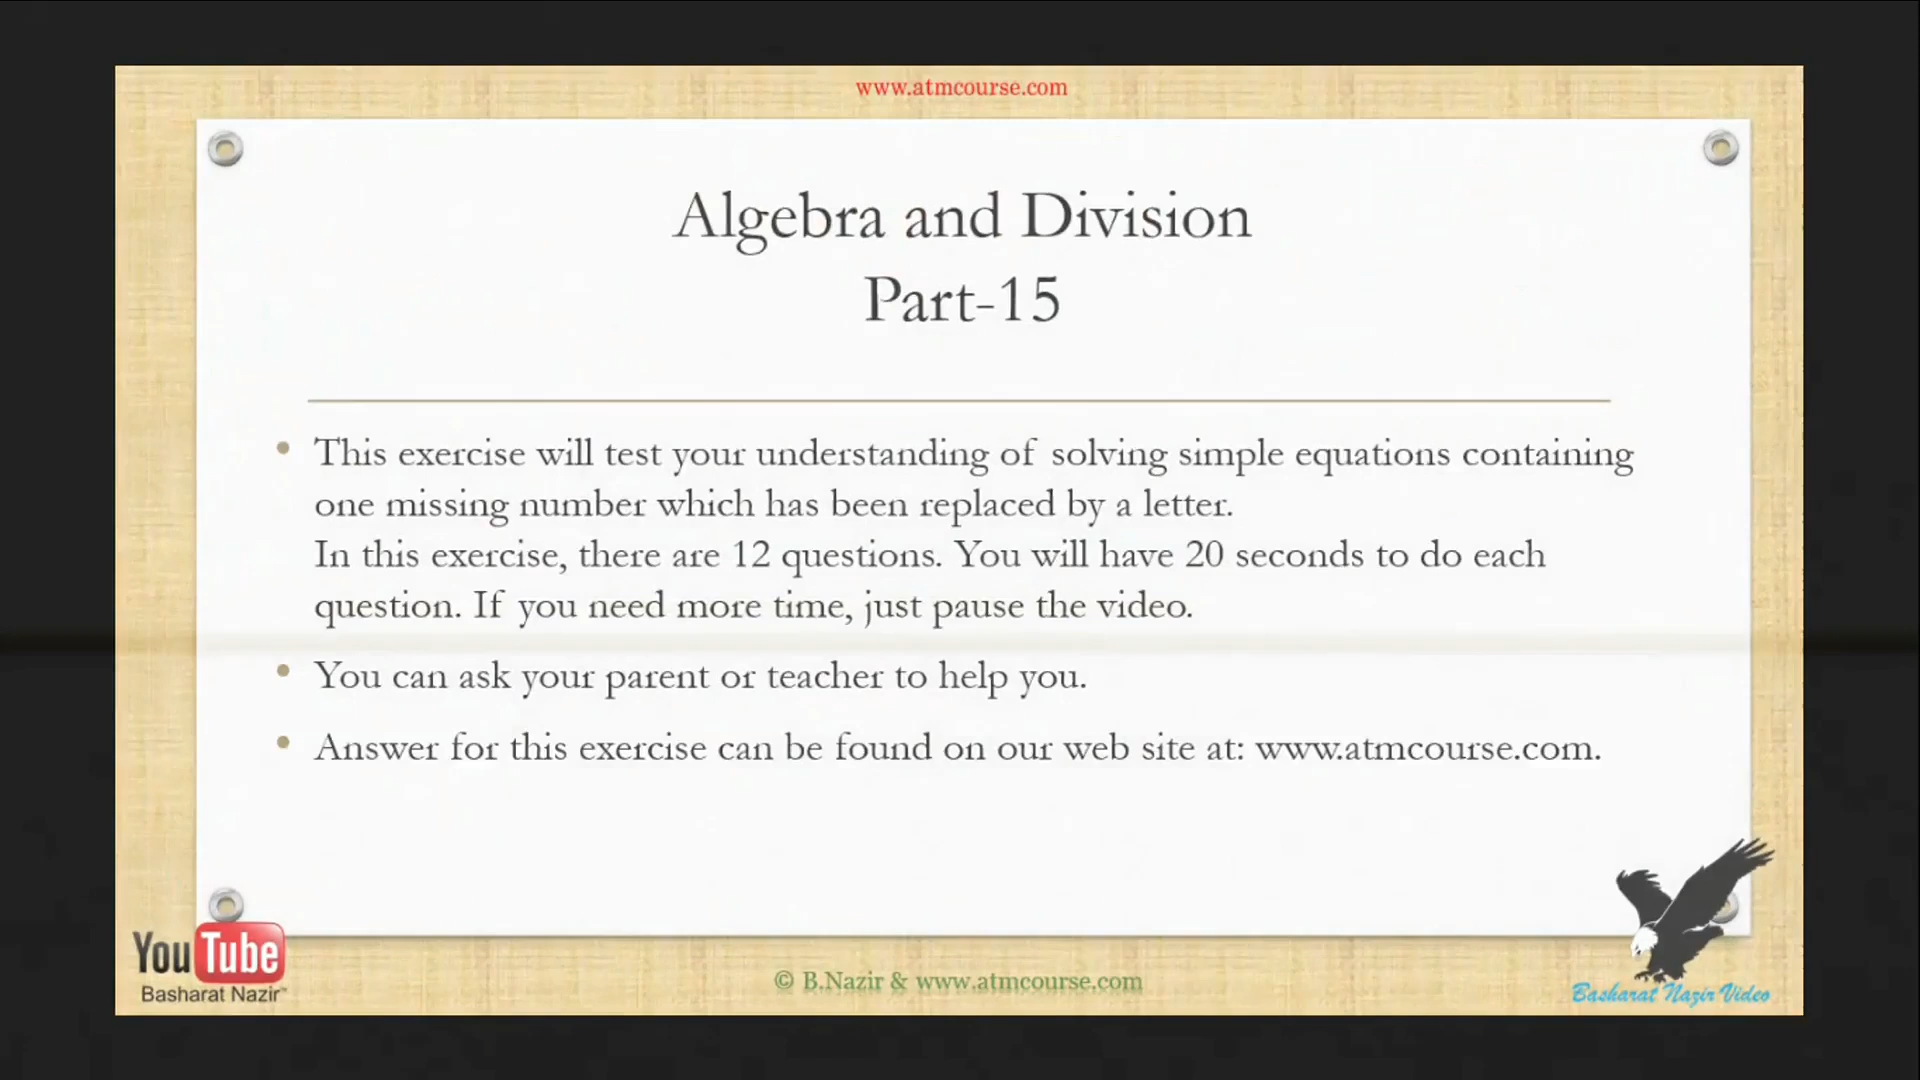 www.atmcourse.com
Algebra and Division
Part-15
• This exercise will test your understanding of solving simple equations containing
one missing number which has been replaced by a letter.
In this exercise, there are 12 questions. You will have 20 seconds to do each
question. If you need more time, just pause the video.
• You can ask your parent or teacher to help you.
• Answer for this exercise can be found on our web site at: www.atmcourse.com.
YouTube
Basharat Nazir™
© B.Nazir & www.atmcourse.com
Basharat Nazir Video